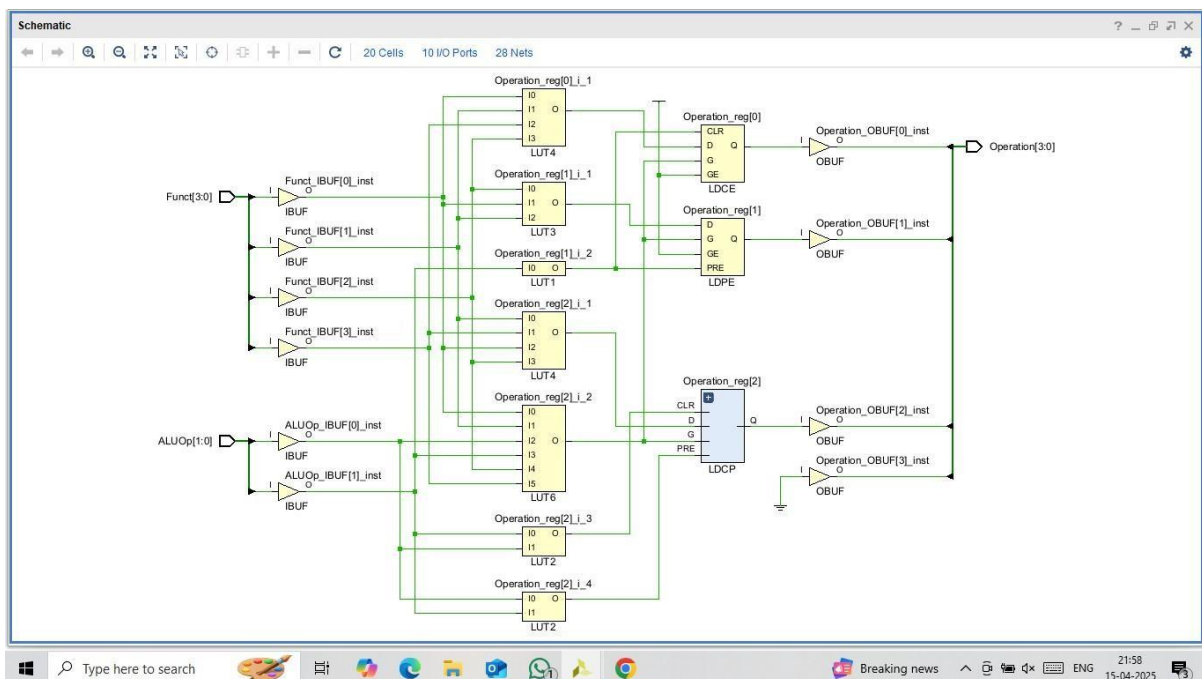 Schematic
20 Cells 10 I/O Ports 28 Nets
Operation_reg[0]_i_1
I0
I1 O
I2
I3
LUT4
Operation_reg[0]
CLR
D Q
G
GE
LDCE
Operation_OBUF[0]_inst
I O
OBUF
Operation[3:0]
Funct[3:0]
Funct_IBUF[0]_inst
I O
IBUF
Operation_reg[1]_i_1
I0
I1 O
I2
LUT3
Operation_reg[1]
D
G Q
GE
PRE
LDPE
Operation_OBUF[1]_inst
I O
OBUF
Funct_IBUF[1]_inst
I O
IBUF
Operation_reg[1]_i_2
I0 O
LUT1
Funct_IBUF[2]_inst
I O
IBUF
Operation_reg[2]_i_1
I0
I1 O
I2
I3
LUT4
Funct_IBUF[3]_inst
I O
IBUF
Operation_reg[2]_i_2
I0
I1
I2 O
I3
I4
I5
LUT6
Operation_reg[2]
CLR
D Q
G
PRE
LDCP
Operation_OBUF[2]_inst
I O
OBUF
ALUOp[1:0]
ALUOp_IBUF[0]_inst
I O
IBUF
Operation_OBUF[3]_inst
I O
OBUF
ALUOp_IBUF[1]_inst
I O
IBUF
Operation_reg[2]_i_3
I0 O
I1
LUT2
Operation_reg[2]_i_4
I0 O
I1
LUT2
Type here to search
Breaking news
ENG
21:58
15-04-2025
3
1